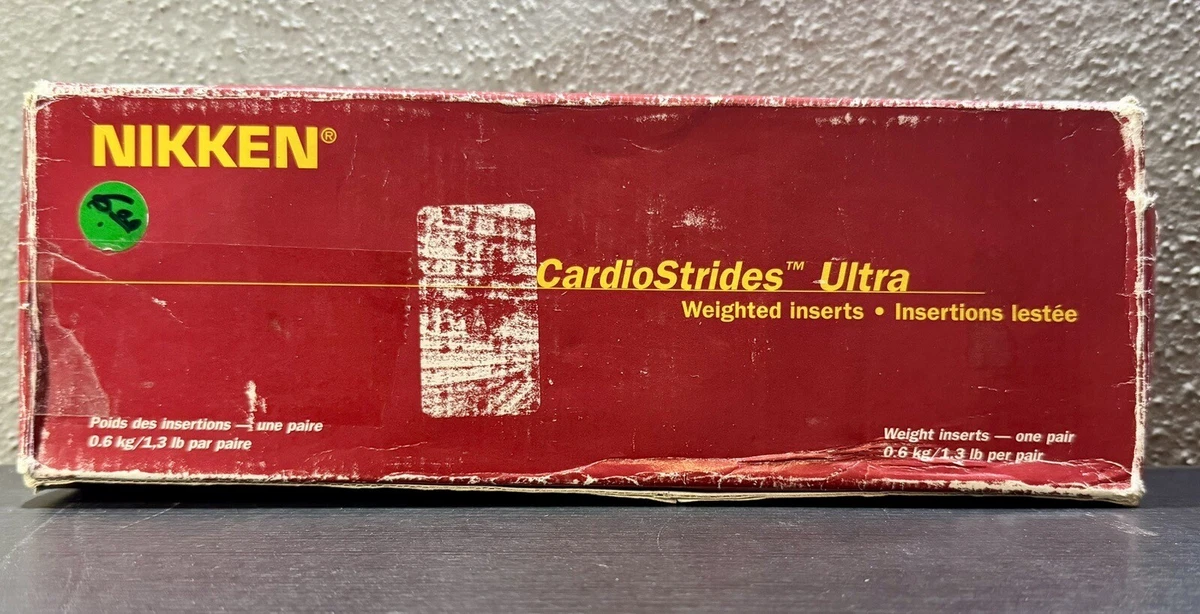 NIKKEN®
CardioStrides™ Ultra
Weighted inserts • Insertions lestée
Poids des insertions — une paire
0.6 kg/1,3 lb par paire
Weight inserts — one pair
0.6 kg/1.3 lb per pair